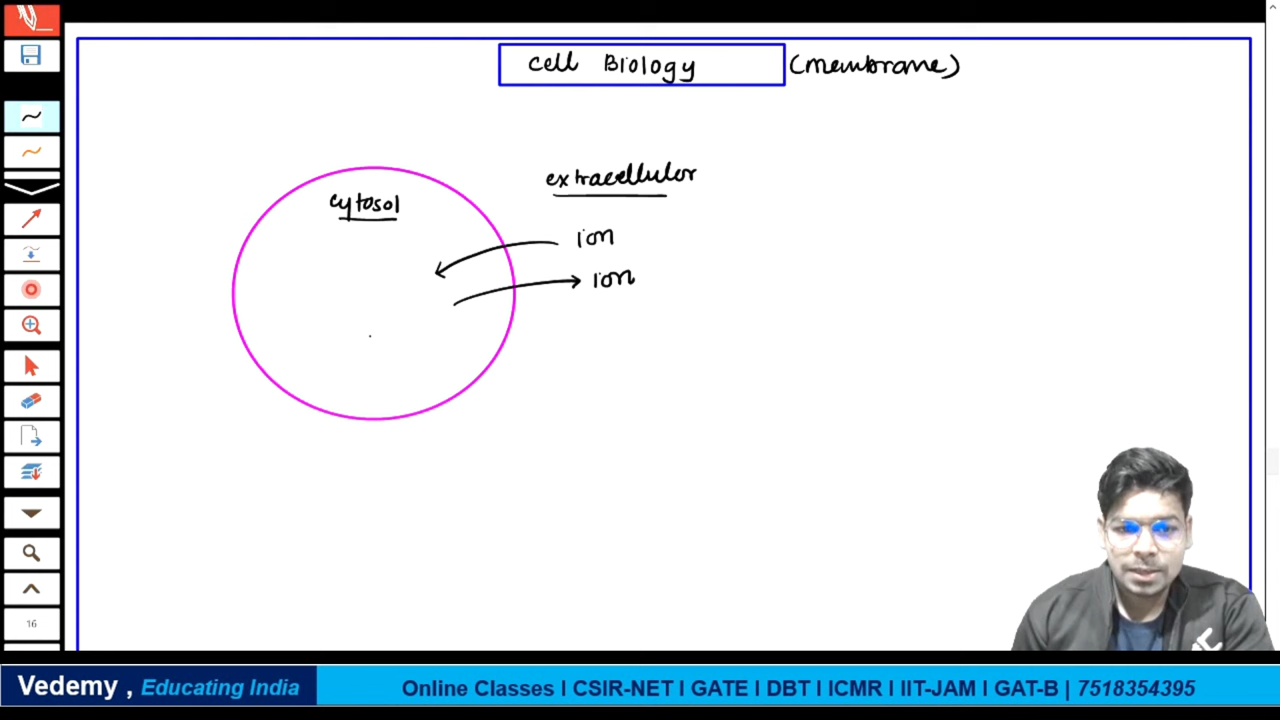 cell Biology (membrane)
extracellular
cytosol
ion
ion
16
Vedemy , Educating India
Online Classes I CSIR-NET I GATE I DBT I ICMR I IIT-JAM I GAT-B | 7518354395